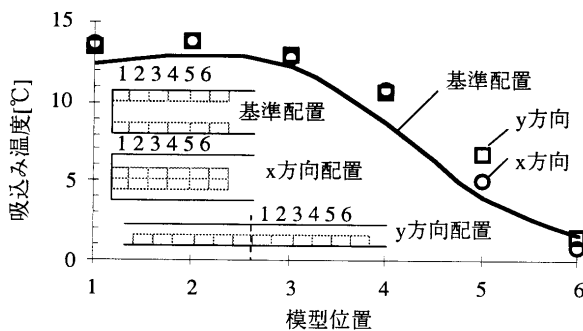 15
10
5
0
吸込み温度[℃]
1 2 3 4 5 6
基準配置
1 2 3 4 5 6
x方向配置
1 2 3 4 5 6
y方向配置
基準配置
y方向
x方向
1 2 3 4 5 6
模型位置